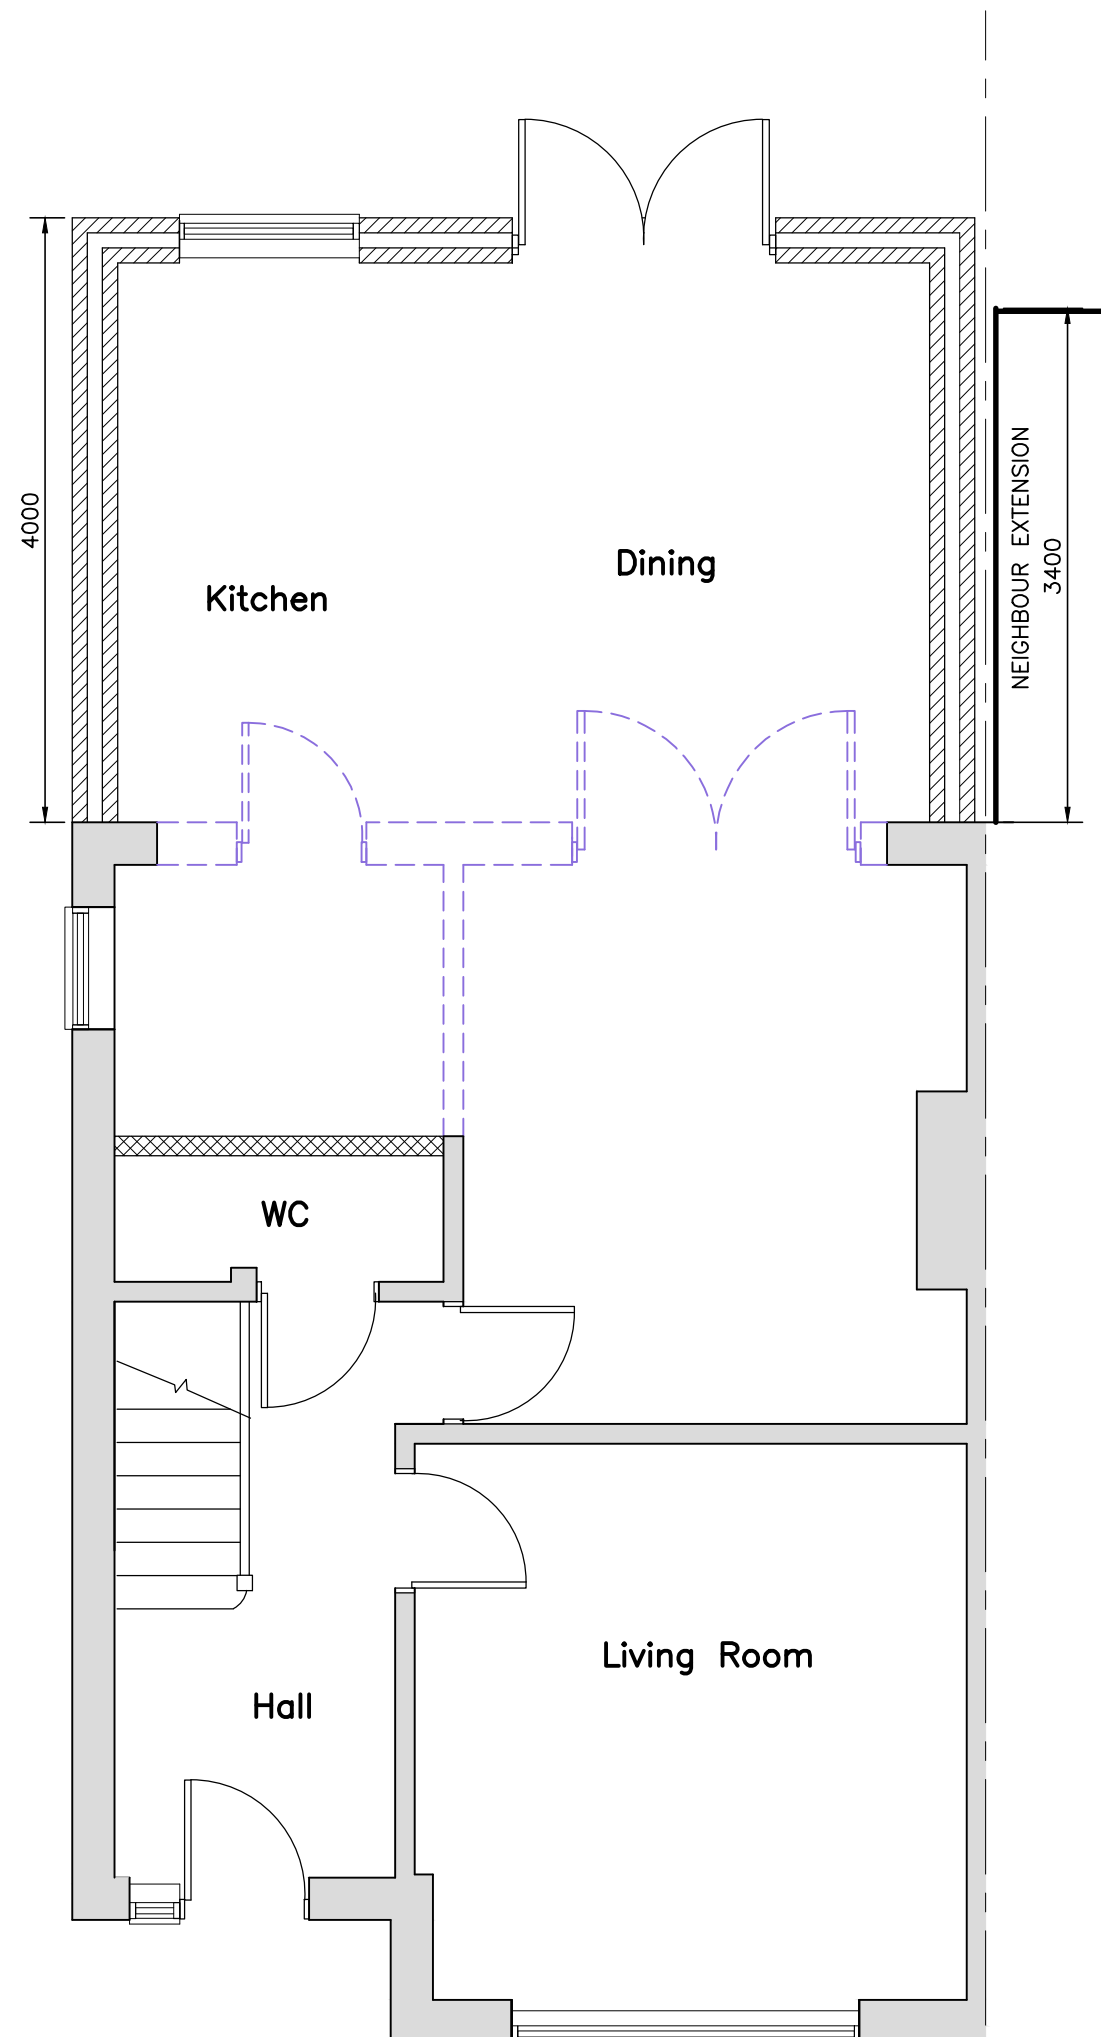 4000
NEIGHBOUR EXTENSION
3400
Dining
Kitchen
WC
Living Room
Hall